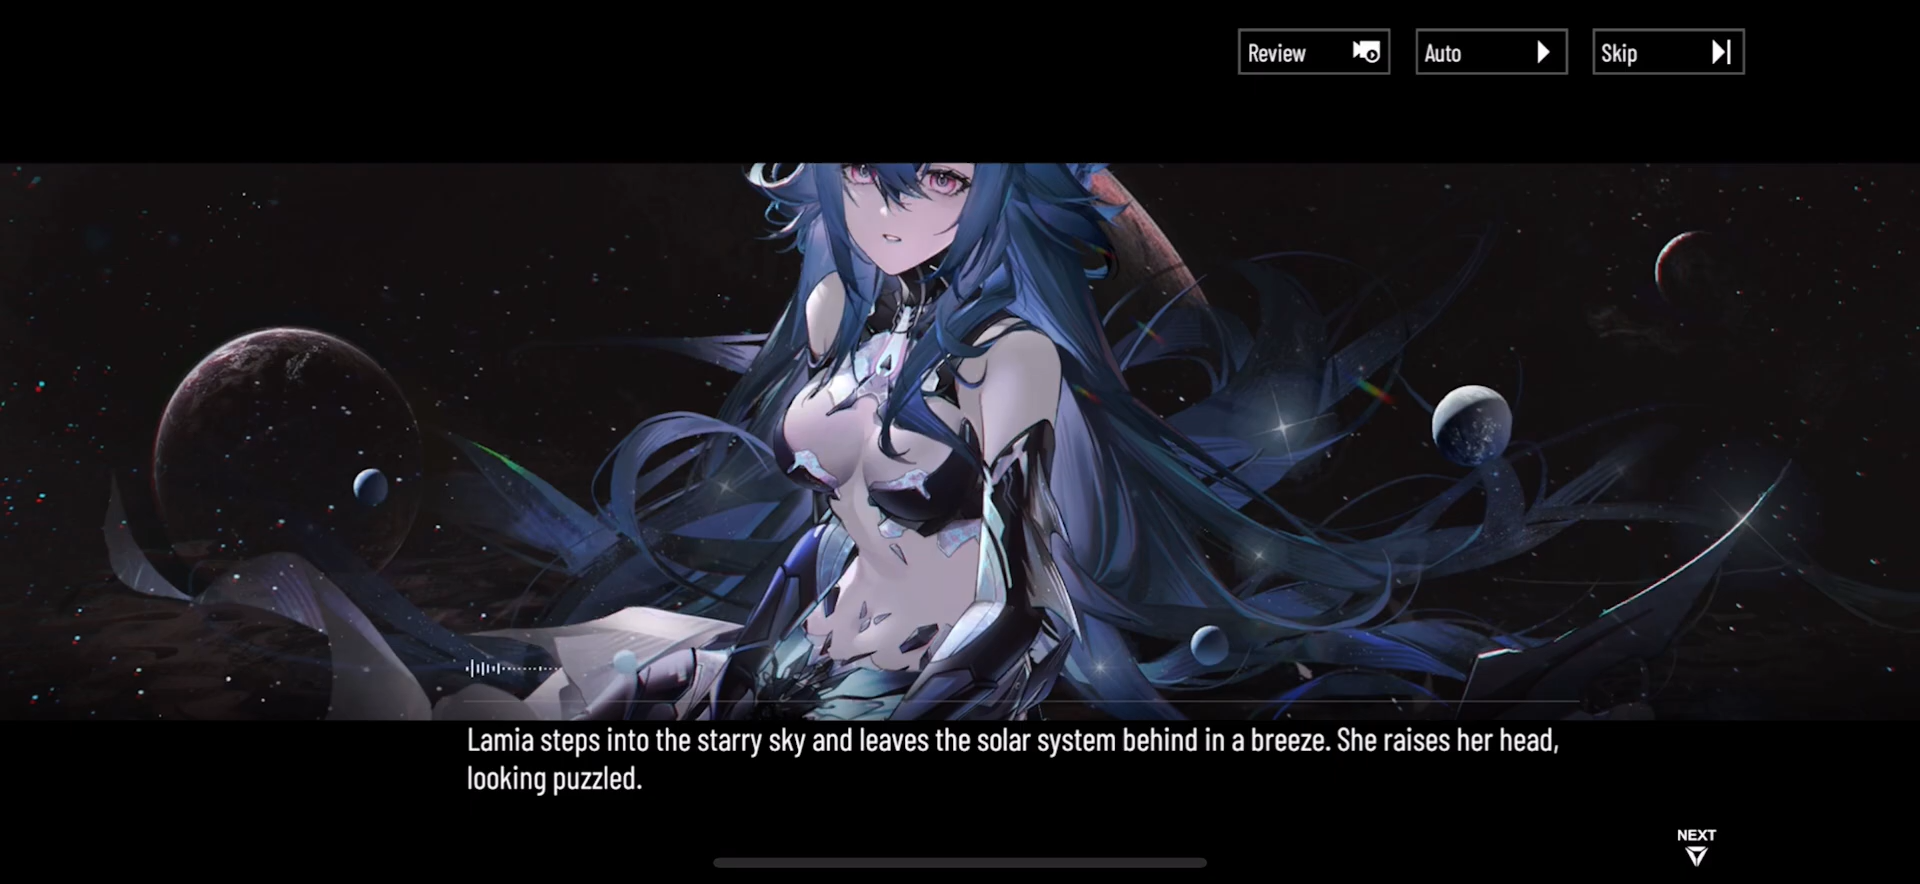 Review
Auto
Skip
Lamia steps into the starry sky and leaves the solar system behind in a breeze. She raises her head,
looking puzzled.
NEXT